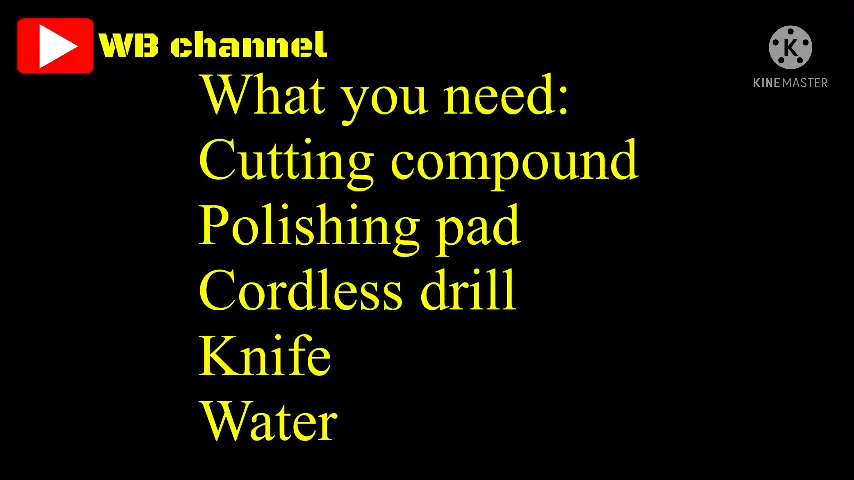 WB channel
K
KINEMASTER
What you need:
Cutting compound
Polishing pad
Cordless drill
Knife
Water